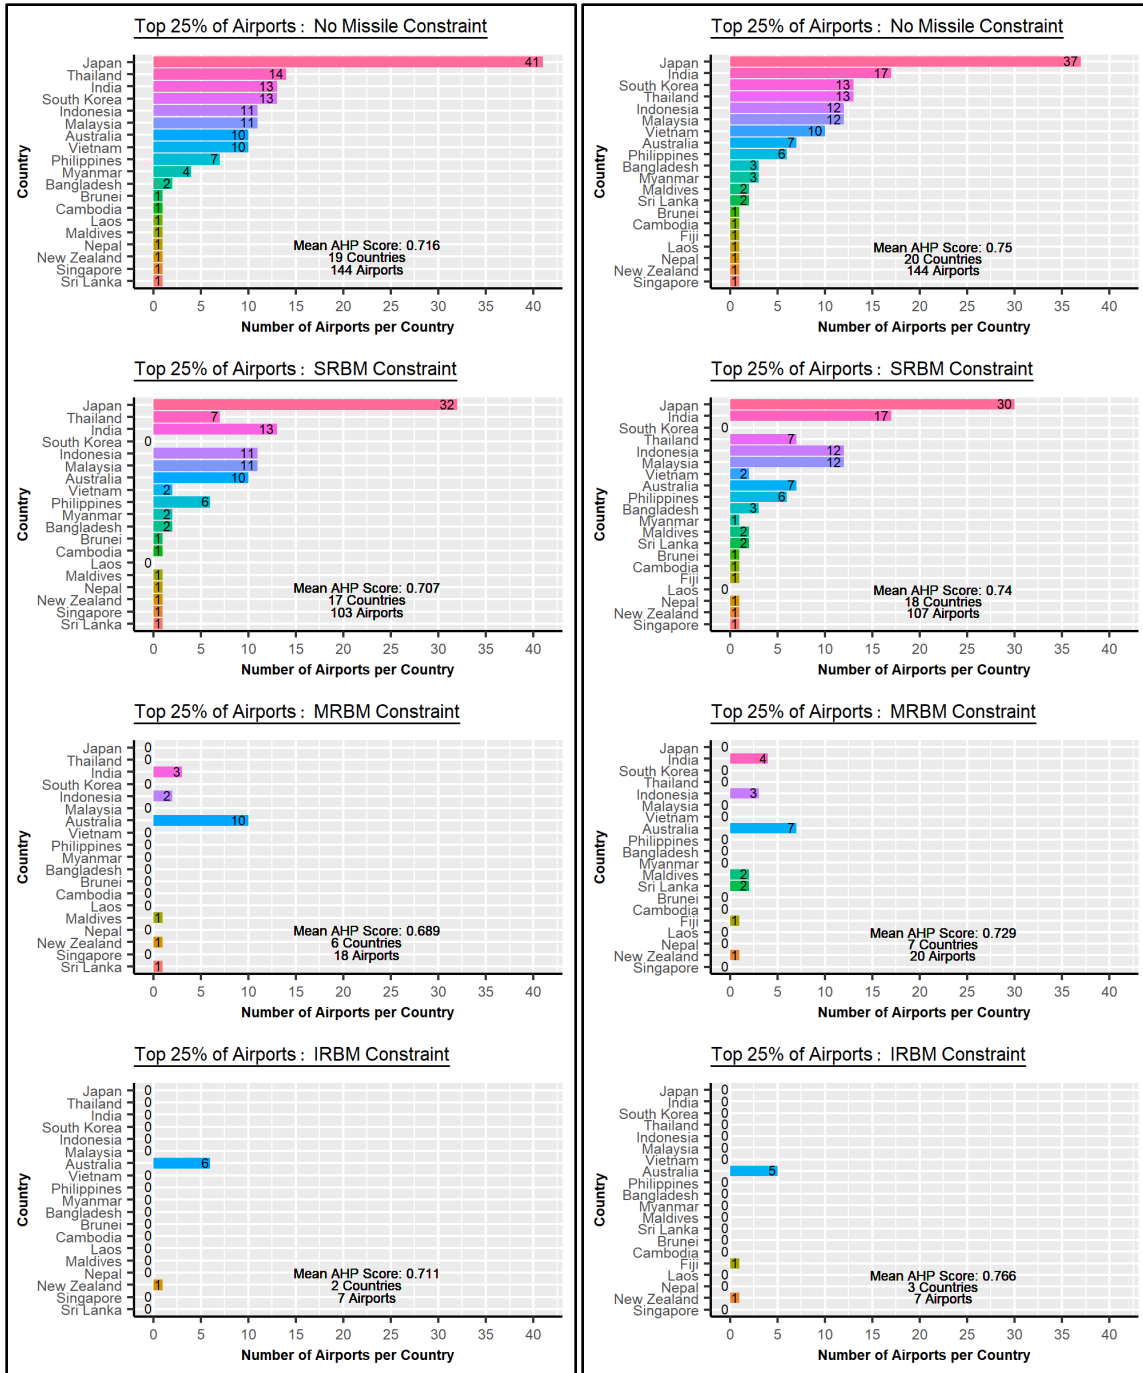 Top 25% of Airports : No Missile Constraint
Country
Japan 41
Thailand 14
India 13
South Korea 13
Indonesia 11
Malaysia 11
Australia 10
Vietnam 10
Philippines 7
Myanmar 4
Bangladesh 2
Brunei 1
Cambodia 1
Laos 1
Maldives 1
Nepal 1
New Zealand 1
Singapore 1
Sri Lanka 1
Mean AHP Score: 0.716
19 Countries
144 Airports
0 5 10 15 20 25 30 35 40
Number of Airports per Country
Top 25% of Airports : SRBM Constraint
Country
Japan 32
Thailand 7
India 13
South Korea 0
Indonesia 11
Malaysia 11
Australia 10
Vietnam 2
Philippines 6
Myanmar 2
Bangladesh 2
Brunei 1
Cambodia 1
Laos 0
Maldives 1
Nepal 1
New Zealand 1
Singapore 1
Sri Lanka 1
Mean AHP Score: 0.707
17 Countries
103 Airports
0 5 10 15 20 25 30 35 40
Number of Airports per Country
Top 25% of Airports : MRBM Constraint
Country
Japan 0
Thailand 0
India 3
South Korea 0
Indonesia 2
Malaysia 0
Australia 10
Vietnam 0
Philippines 0
Myanmar 0
Bangladesh 0
Brunei 0
Cambodia 0
Laos 0
Maldives 1
Nepal 0
New Zealand 1
Singapore 0
Sri Lanka 1
Mean AHP Score: 0.689
6 Countries
18 Airports
0 5 10 15 20 25 30 35 40
Number of Airports per Country
Top 25% of Airports : IRBM Constraint
Country
Japan 0
Thailand 0
India 0
South Korea 0
Indonesia 0
Malaysia 0
Australia 6
Vietnam 0
Philippines 0
Myanmar 0
Bangladesh 0
Brunei 0
Cambodia 0
Laos 0
Maldives 0
Nepal 0
New Zealand 1
Singapore 0
Sri Lanka 0
Mean AHP Score: 0.711
2 Countries
7 Airports
0 5 10 15 20 25 30 35 40
Number of Airports per Country
Top 25% of Airports : No Missile Constraint
Country
Japan 37
India 17
South Korea 13
Thailand 13
Indonesia 12
Malaysia 12
Vietnam 10
Australia 7
Philippines 6
Bangladesh 3
Myanmar 3
Maldives 2
Sri Lanka 2
Brunei 1
Cambodia 1
Fiji 1
Laos 1
Nepal 1
New Zealand 1
Singapore 1
Mean AHP Score: 0.75
20 Countries
144 Airports
0 5 10 15 20 25 30 35 40
Number of Airports per Country
Top 25% of Airports : SRBM Constraint
Country
Japan 30
India 17
South Korea 0
Thailand 7
Indonesia 12
Malaysia 12
Vietnam 2
Australia 7
Philippines 6
Bangladesh 3
Myanmar 1
Maldives 2
Sri Lanka 2
Brunei 1
Cambodia 1
Fiji 1
Laos 0
Nepal 1
New Zealand 1
Singapore 1
Mean AHP Score: 0.74
18 Countries
107 Airports
0 5 10 15 20 25 30 35 40
Number of Airports per Country
Top 25% of Airports : MRBM Constraint
Country
Japan 0
India 4
South Korea 0
Thailand 0
Indonesia 3
Malaysia 0
Vietnam 0
Australia 7
Philippines 0
Bangladesh 0
Myanmar 0
Maldives 2
Sri Lanka 2
Brunei 0
Cambodia 0
Fiji 1
Laos 0
Nepal 0
New Zealand 1
Singapore 0
Mean AHP Score: 0.729
7 Countries
20 Airports
0 5 10 15 20 25 30 35 40
Number of Airports per Country
Top 25% of Airports : IRBM Constraint
Country
Japan 0
India 0
South Korea 0
Thailand 0
Indonesia 0
Malaysia 0
Vietnam 0
Australia 5
Philippines 0
Bangladesh 0
Myanmar 0
Maldives 0
Sri Lanka 0
Brunei 0
Cambodia 0
Fiji 1
Laos 0
Nepal 0
New Zealand 1
Singapore 0
Mean AHP Score: 0.766
3 Countries
7 Airports
0 5 10 15 20 25 30 35 40
Number of Airports per Country